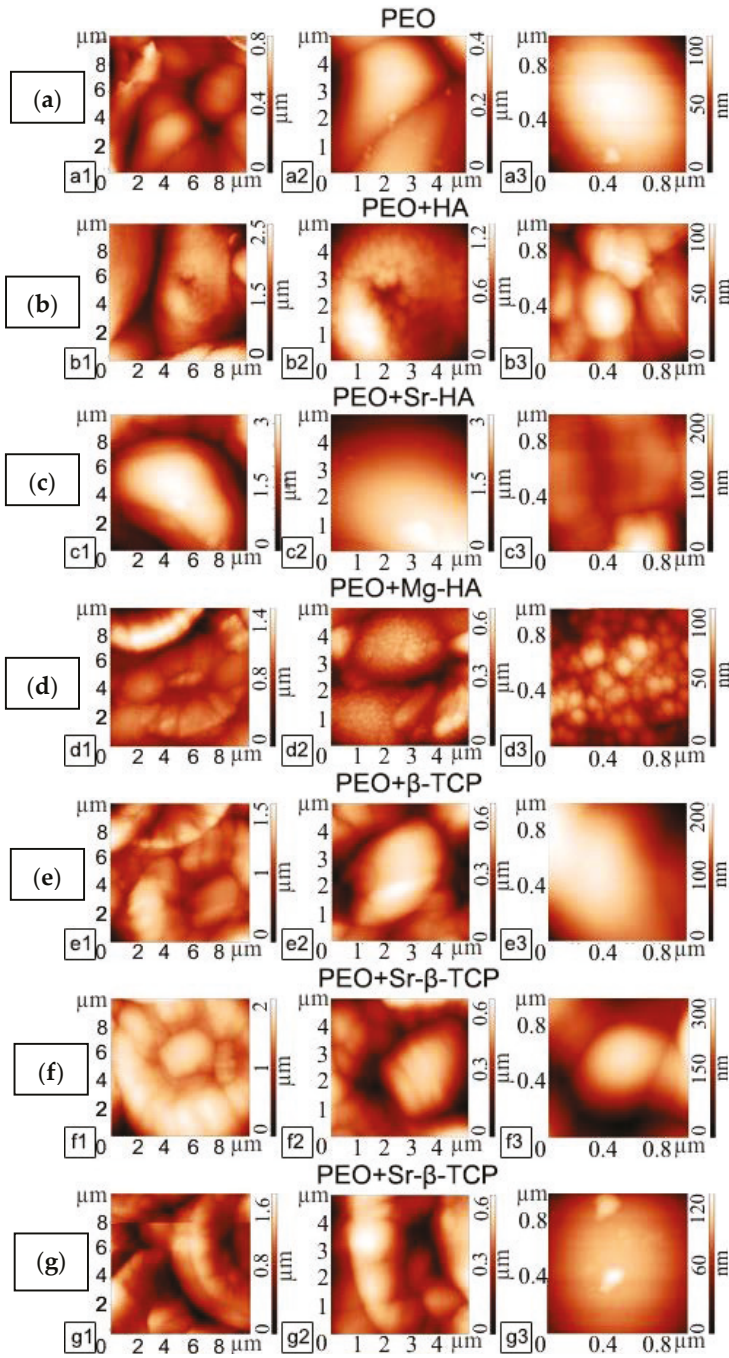 PEO
(a)
μm 8 6 4 2 0 2 4 6 8 μm 0 0.4 0.8 μm a1
μm 4 3 2 1 0 1 2 3 4 μm 0 0.2 0.4 μm a2
μm 0.8 0.4 0 0.4 0.8 μm 0 50 100 nm a3
PEO+HA
(b)
μm 8 6 4 2 0 2 4 6 8 μm 0 1.5 2.5 μm b1
μm 4 3 2 1 0 1 2 3 4 μm 0 0.6 1.2 μm b2
μm 0.8 0.4 0 0.4 0.8 μm 0 50 100 nm b3
PEO+Sr-HA
(c)
μm 8 6 4 2 0 2 4 6 8 μm 0 1.5 3 μm c1
μm 4 3 2 1 0 1 2 3 4 μm 0 1.5 3 μm c2
μm 0.8 0.4 0 0.4 0.8 μm 0 100 200 nm c3
PEO+Mg-HA
(d)
μm 8 6 4 2 0 2 4 6 8 μm 0 0.8 1.4 μm d1
μm 4 3 2 1 0 1 2 3 4 μm 0 0.3 0.6 μm d2
μm 0.8 0.4 0 0.4 0.8 μm 0 50 100 nm d3
PEO+β-TCP
(e)
μm 8 6 4 2 0 2 4 6 8 μm 0 1 1.5 μm e1
μm 4 3 2 1 0 1 2 3 4 μm 0 0.3 0.6 μm e2
μm 0.8 0.4 0 0.4 0.8 μm 0 100 200 nm e3
PEO+Sr-β-TCP
(f)
μm 8 6 4 2 0 2 4 6 8 μm 0 1 2 μm f1
μm 4 3 2 1 0 1 2 3 4 μm 0 0.3 0.6 μm f2
μm 0.8 0.4 0 0.4 0.8 μm 0 150 300 nm f3
PEO+Sr-β-TCP
(g)
μm 8 6 4 2 0 2 4 6 8 μm 0 0.8 1.6 μm g1
μm 4 3 2 1 0 1 2 3 4 μm 0 0.3 0.6 μm g2
μm 0.8 0.4 0 0.4 0.8 μm 0 60 120 nm g3